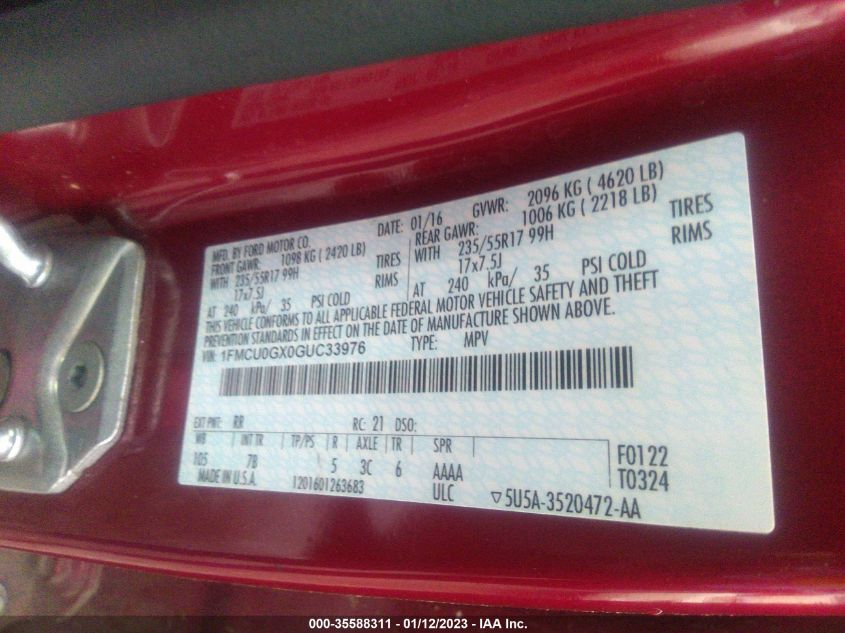 MFD. BY FORD MOTOR CO.
DATE: 01/16 GVWR: 2096 KG ( 4620 LB)
FRONT GAWR: 1098 KG ( 2420 LB)
REAR GAWR: 1006 KG ( 2218 LB)
WITH 235/55R17 99H TIRES
WITH 235/55R17 99H TIRES
17x7.5J RIMS
17x7.5J RIMS
AT 240 kPa/ 35 PSI COLD
AT 240 kPa/ 35 PSI COLD
THIS VEHICLE CONFORMS TO ALL APPLICABLE FEDERAL MOTOR VEHICLE SAFETY AND THEFT
PREVENTION STANDARDS IN EFFECT ON THE DATE OF MANUFACTURE SHOWN ABOVE.
VIN: 1FMCU0GX0GUC33976 TYPE: MPV
EXT PNT: RR RC: 21 DSO:
WB INT TR TP/PS R AXLE TR SPR
105 7B 5 3C 6 AAAA
F0122
T0324
MADE IN U.S.A. 1201601263683 ULC ▽5U5A-3520472-AA
000-35588311 - 01/12/2023 - IAA Inc.